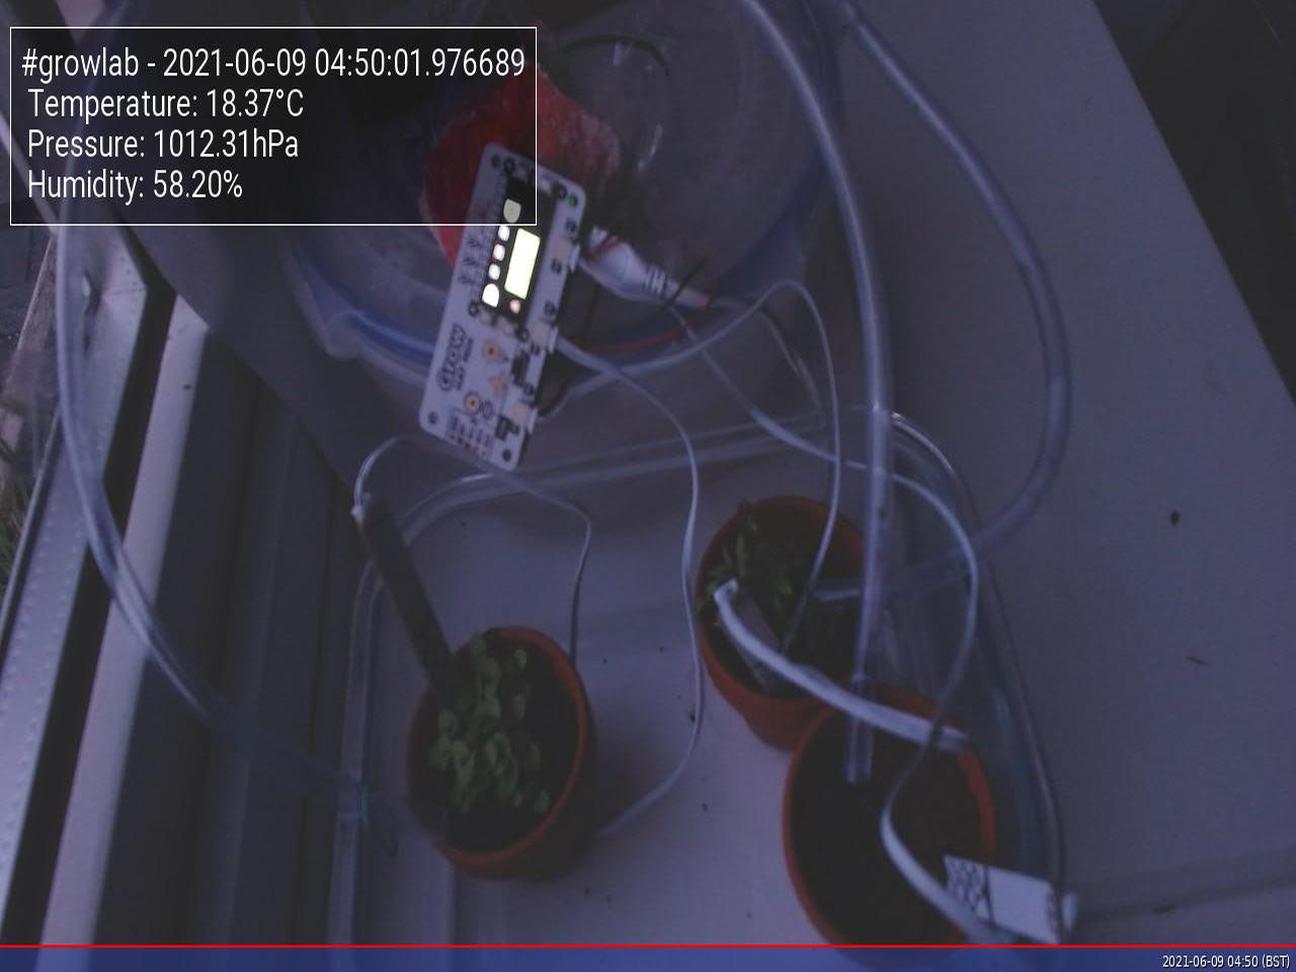 #growlab - 2021-06-09 04:50:01.976689
Temperature: 18.37°C
Pressure: 1012.31hPa
Humidity: 58.20%
GROW
2021-06-09 04:50 (BST)